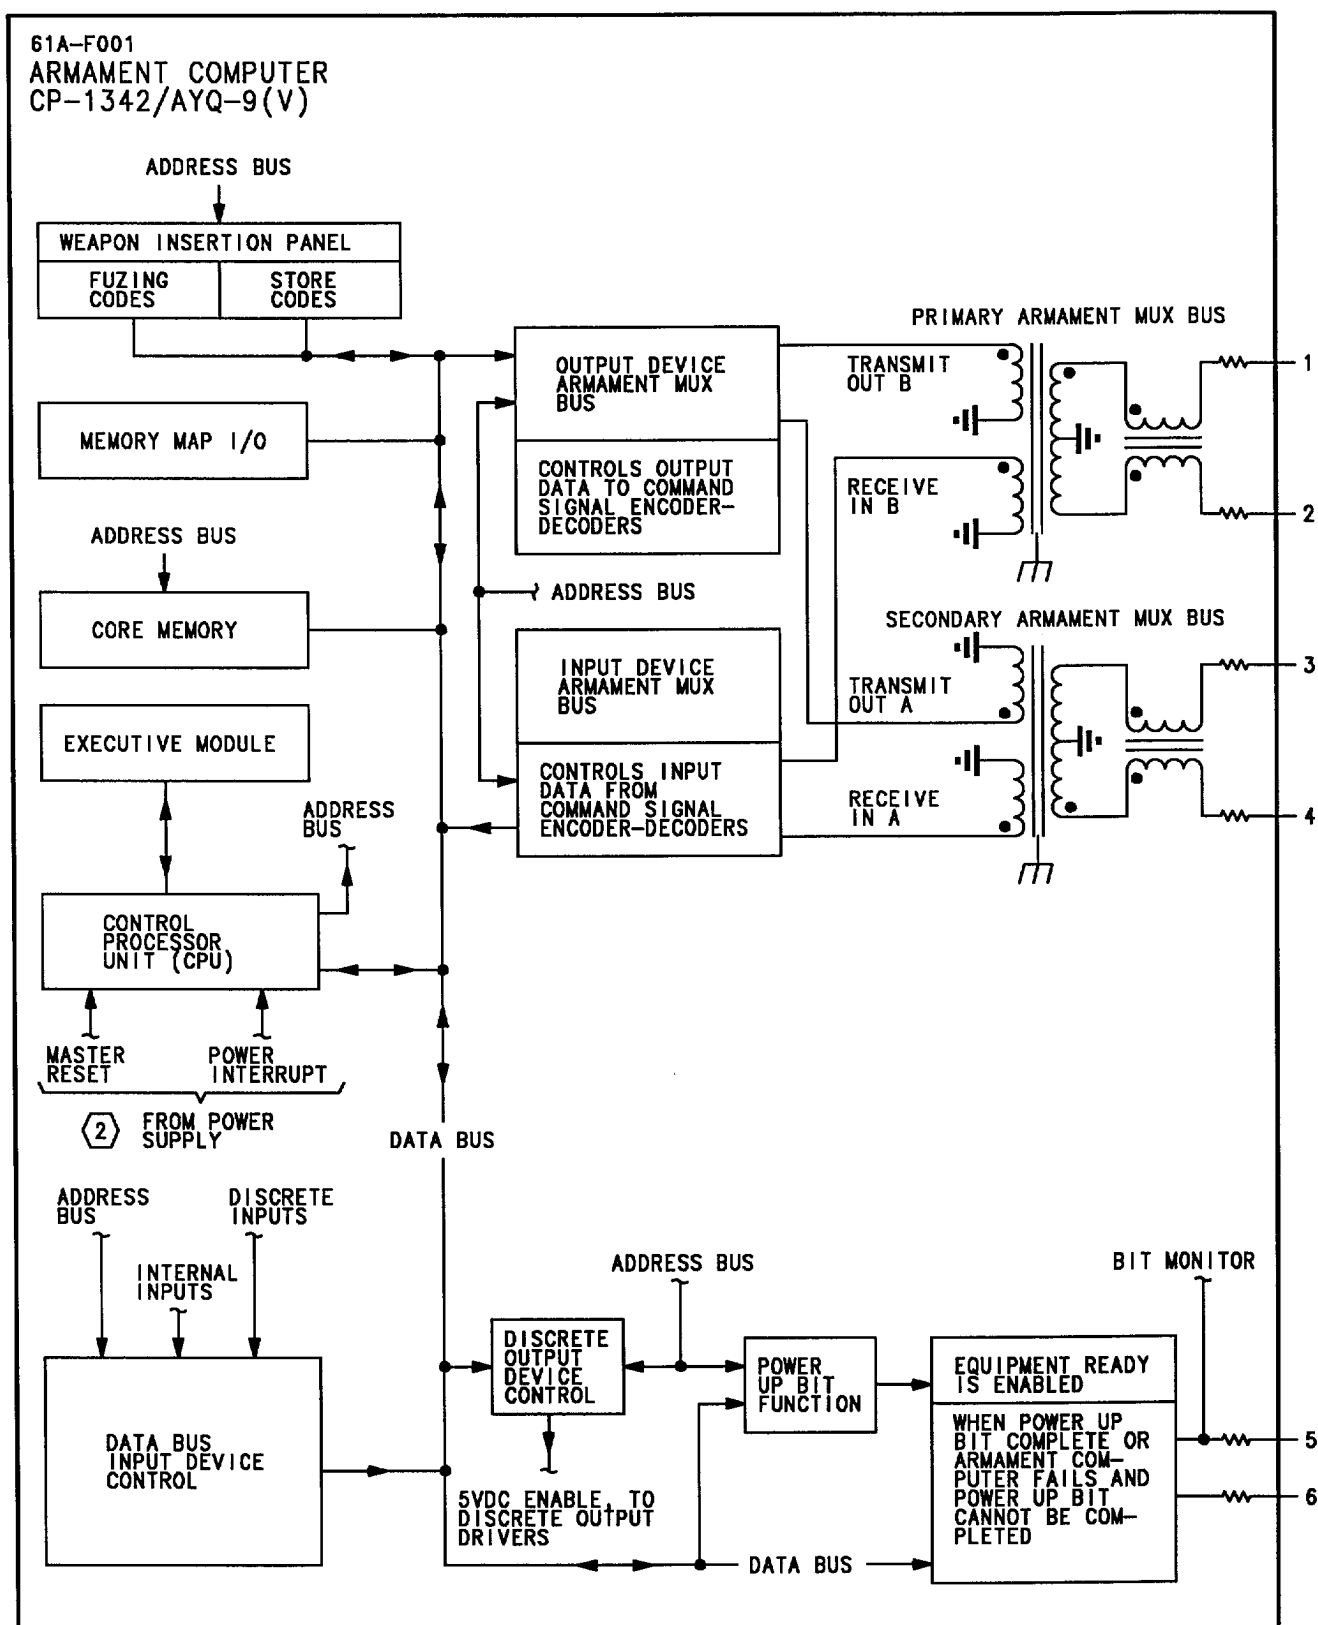 61A-F001
ARMAMENT COMPUTER
CP-1342/AYQ-9(V)
ADDRESS BUS
WEAPON INSERTION PANEL
FUZING
CODES
STORE
CODES
MEMORY MAP I/O
ADDRESS BUS
CORE MEMORY
EXECUTIVE MODULE
ADDRESS
BUS
CONTROL
PROCESSOR
UNIT (CPU)
MASTER
RESET
POWER
INTERRUPT
2
FROM POWER
SUPPLY
OUTPUT DEVICE
ARMAMENT MUX
BUS
CONTROLS OUTPUT
DATA TO COMMAND
SIGNAL ENCODER-
DECODERS
ADDRESS BUS
INPUT DEVICE
ARMAMENT MUX
BUS
CONTROLS INPUT
DATA FROM
COMMAND SIGNAL
ENCODER-DECODERS
PRIMARY ARMAMENT MUX BUS
TRANSMIT
OUT B
RECEIVE
IN B
1
2
SECONDARY ARMAMENT MUX BUS
TRANSMIT
OUT A
RECEIVE
IN A
3
4
DATA BUS
ADDRESS
BUS
DISCRETE
INPUTS
INTERNAL
INPUTS
DATA BUS
INPUT DEVICE
CONTROL
ADDRESS BUS
DISCRETE
OUTPUT
DEVICE
CONTROL
5VDC ENABLE, TO
DISCRETE OUTPUT
DRIVERS
POWER
UP BIT
FUNCTION
DATA BUS
BIT MONITOR
EQUIPMENT READY
IS ENABLED
WHEN POWER UP
BIT COMPLETE OR
ARMAMENT COM-
PUTER FAILS AND
POWER UP BIT
CANNOT BE COM-
PLETED
5
6